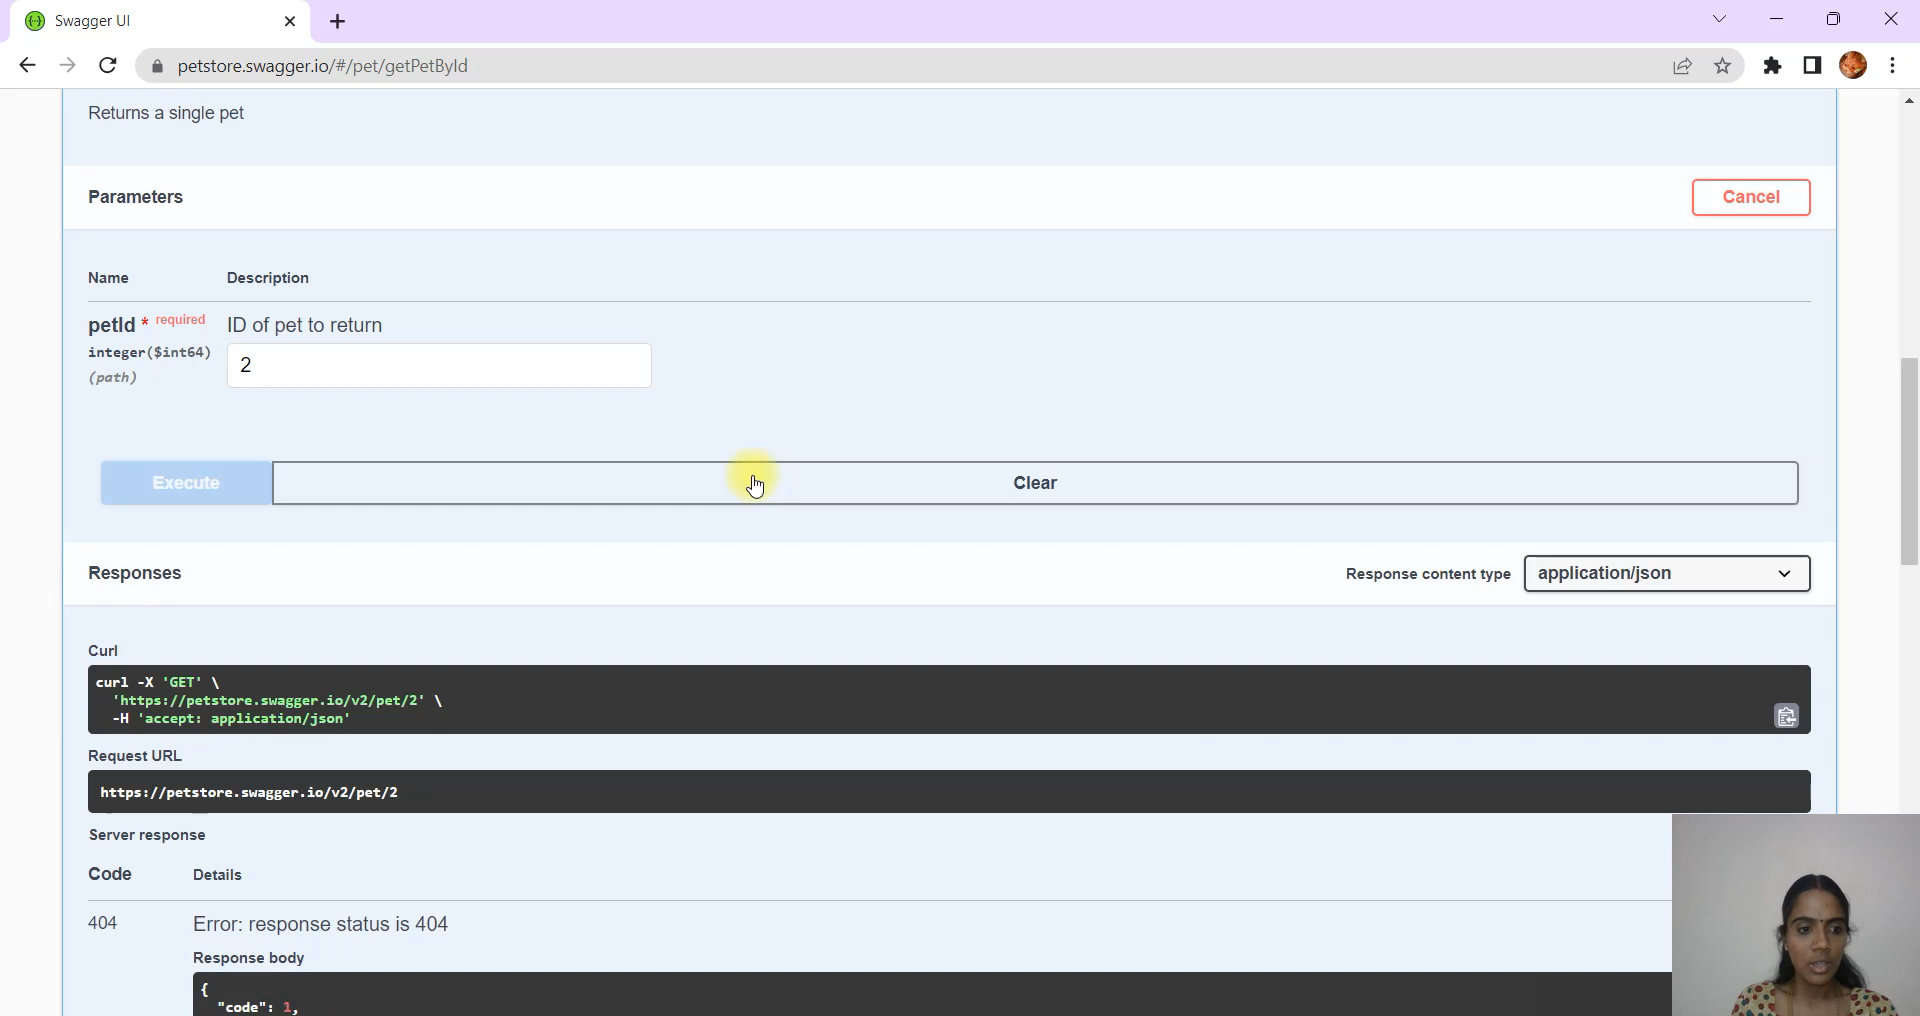 Swagger UI
petstore.swagger.io/#/pet/getPetById
Returns a single pet
Parameters
Cancel
Name Description
petId * required ID of pet to return
integer($int64) 2
(path)
Execute Clear
Responses Response content type application/json
Curl
curl -X 'GET' \
'https://petstore.swagger.io/v2/pet/2' \
-H 'accept: application/json'
Request URL
https://petstore.swagger.io/v2/pet/2
Server response
Code Details
404 Error: response status is 404
Response body
{
"code": 1,